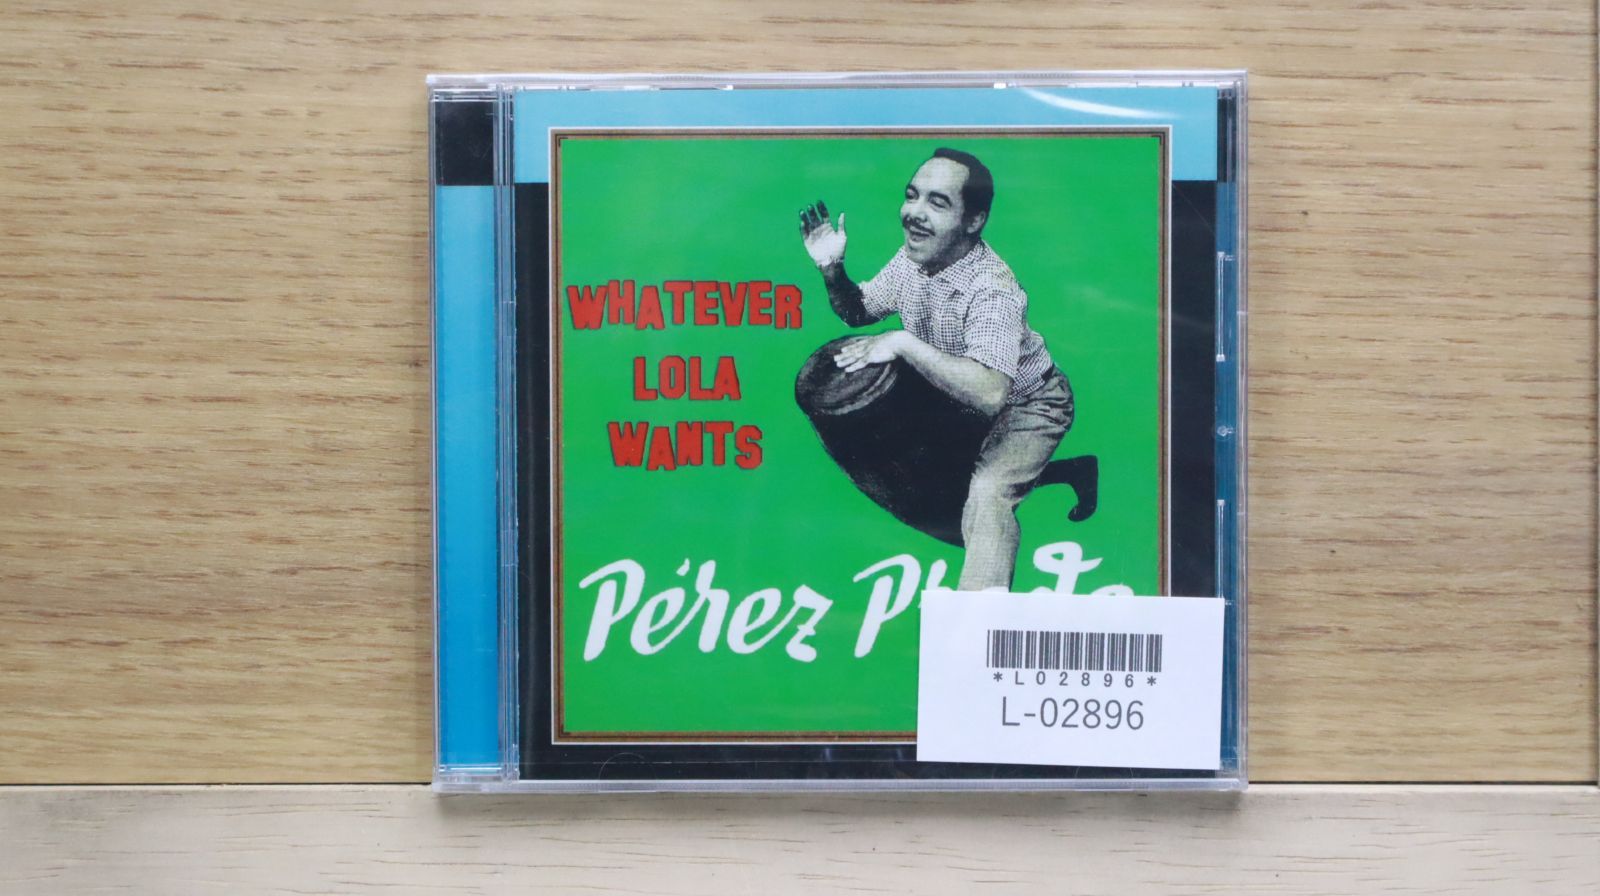 WHATEVER
LOLA
WANTS
Pérez
*L02896*
L-02896